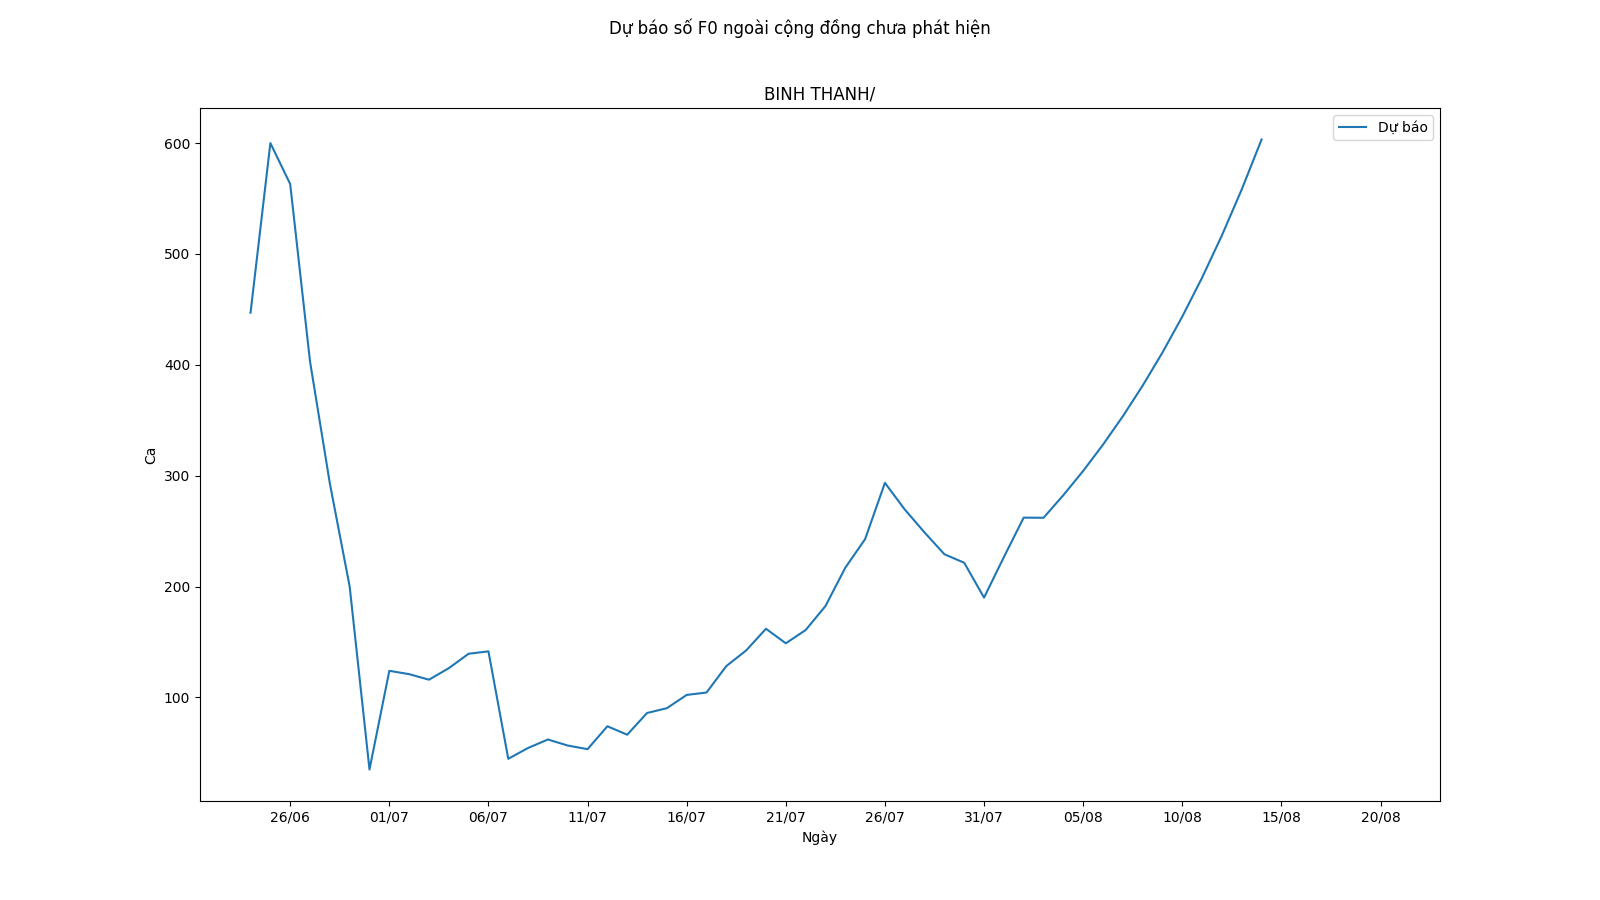 Dự báo số F0 ngoài cộng đồng chưa phát hiện
BINH THANH/
Dự báo
600
500
400
300
200
100
Ca
26/06 01/07 06/07 11/07 16/07 21/07 26/07 31/07 05/08 10/08 15/08 20/08
Ngày